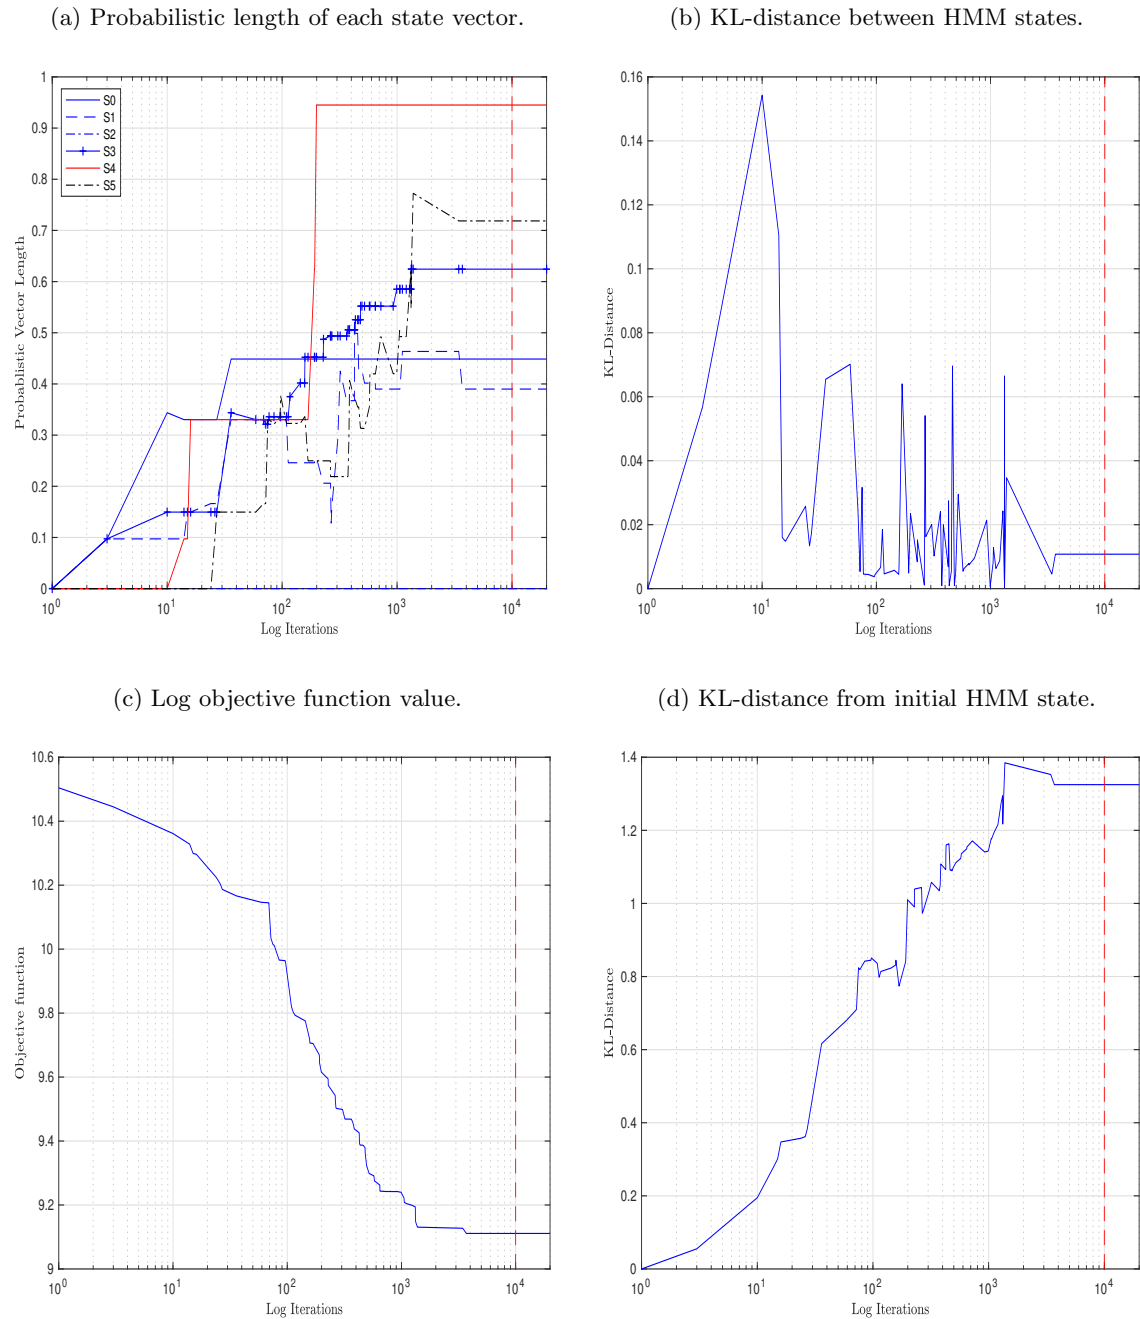 (a) Probabilistic length of each state vector.
1
0.9
0.8
0.7
0.6
0.5
0.4
0.3
0.2
0.1
0
Probablistic Vector Length
S0
S1
S2
S3
S4
S5
10^0 10^1 10^2 10^3 10^4
Log Iterations
(b) KL-distance between HMM states.
0.16
0.14
0.12
0.1
0.08
0.06
0.04
0.02
0
KL-Distance
10^0 10^1 10^2 10^3 10^4
Log Iterations
(c) Log objective function value.
10.6
10.4
10.2
10
9.8
9.6
9.4
9.2
9
Objective function
10^0 10^1 10^2 10^3 10^4
Log Iterations
(d) KL-distance from initial HMM state.
1.4
1.2
1
0.8
0.6
0.4
0.2
0
KL-Distance
10^0 10^1 10^2 10^3 10^4
Log Iterations